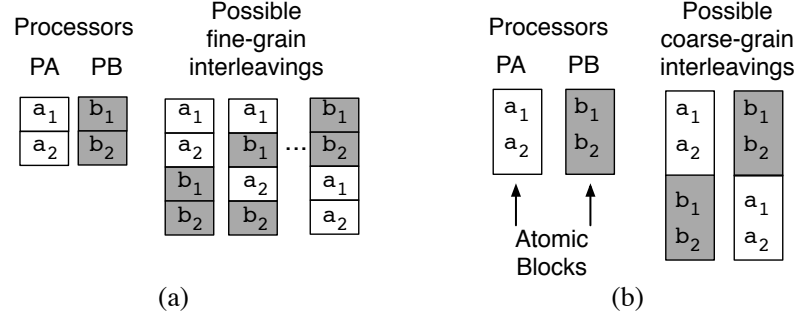 Processors
PA PB
a1 b1
a2 b2
Possible
fine-grain
interleavings
a1 a1 b1
a2 b1 ... b2
b1 a2 a1
b2 b2 a2
(a)
Processors
PA PB
a1 b1
a2 b2
Atomic
Blocks
Possible
coarse-grain
interleavings
a1 b1
a2 b2
b1 a1
b2 a2
(b)